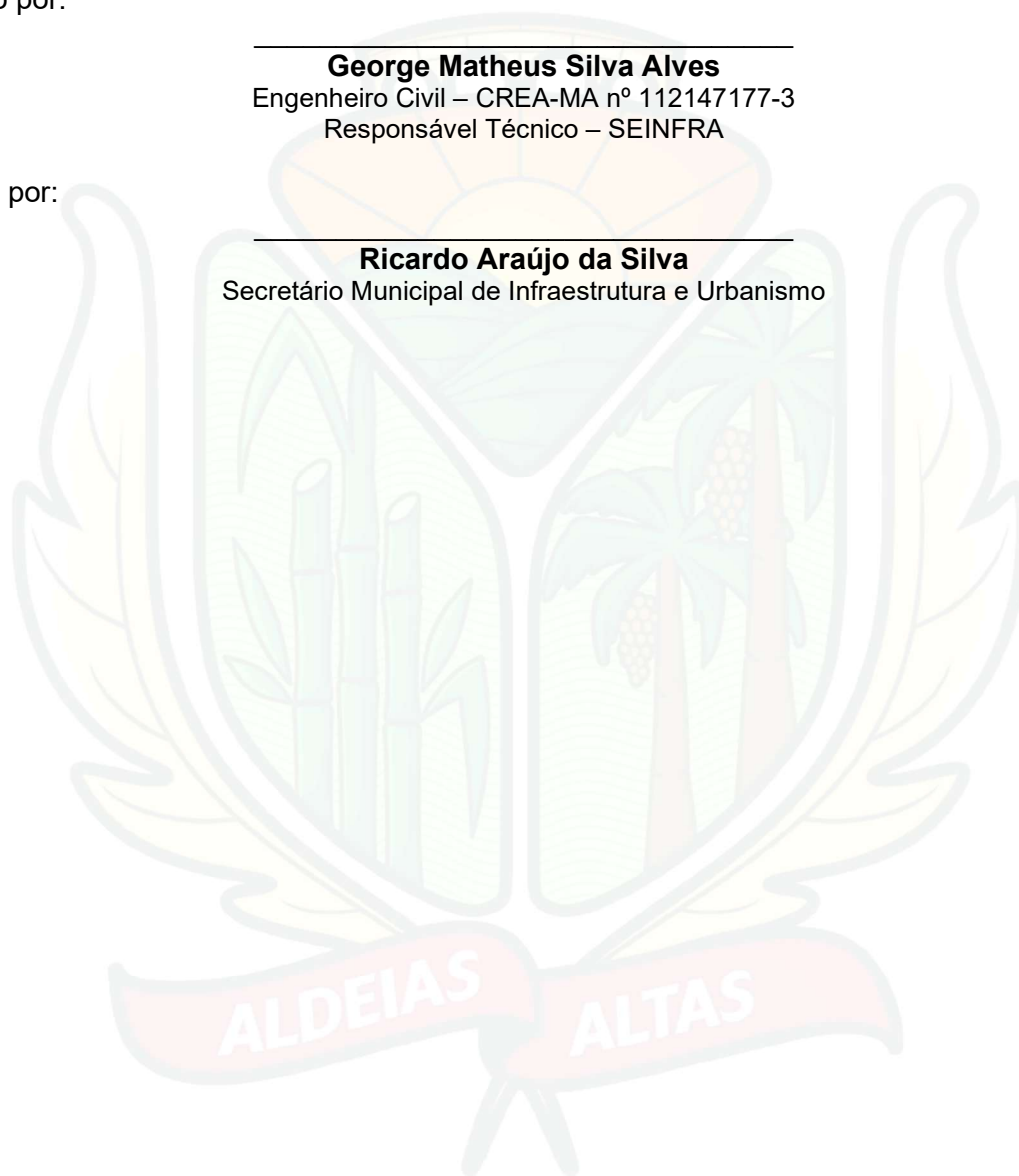 por:
George Matheus Silva Alves
Engenheiro Civil – CREA-MA nº 112147177-3
Responsável Técnico – SEINFRA
por:
Ricardo Araújo da Silva
Secretário Municipal de Infraestrutura e Urbanismo
ALDEIAS ALTAS